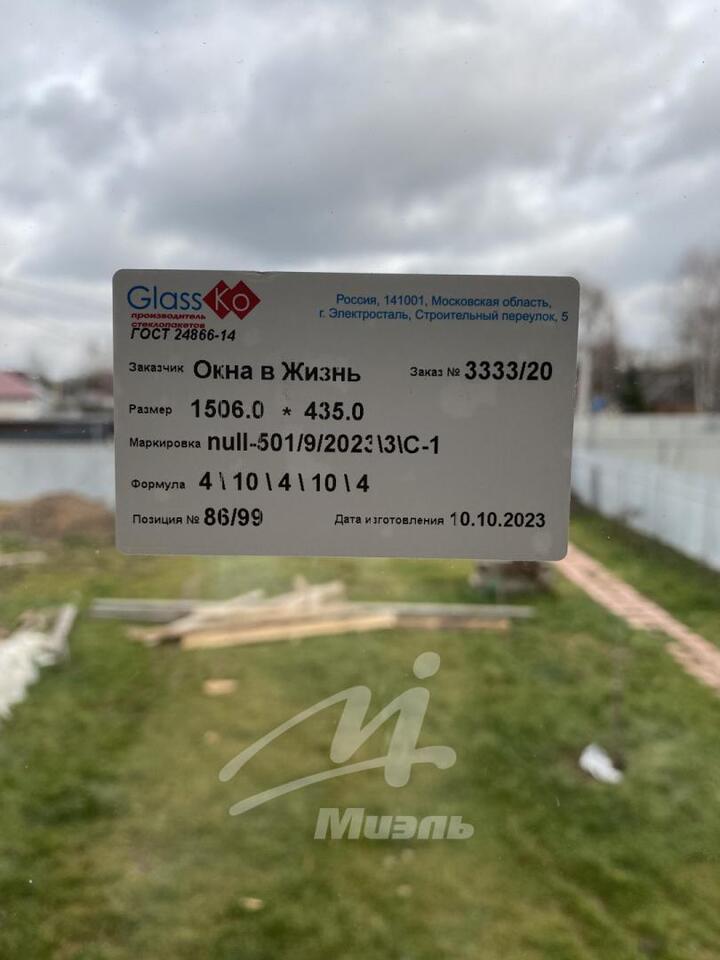 Glass Ko
производитель
стеклопакетов
ГОСТ 24866-14
Россия, 141001, Московская область,
г. Электросталь, Строительный переулок, 5
Заказчик Окна в Жизнь Заказ № 3333/20
Размер 1506.0 * 435.0
Маркировка null-501/9/2023\3\C-1
Формула 4\10\4\10\4
Позиция № 86/99 Дата изготовления 10.10.2023
Миэль